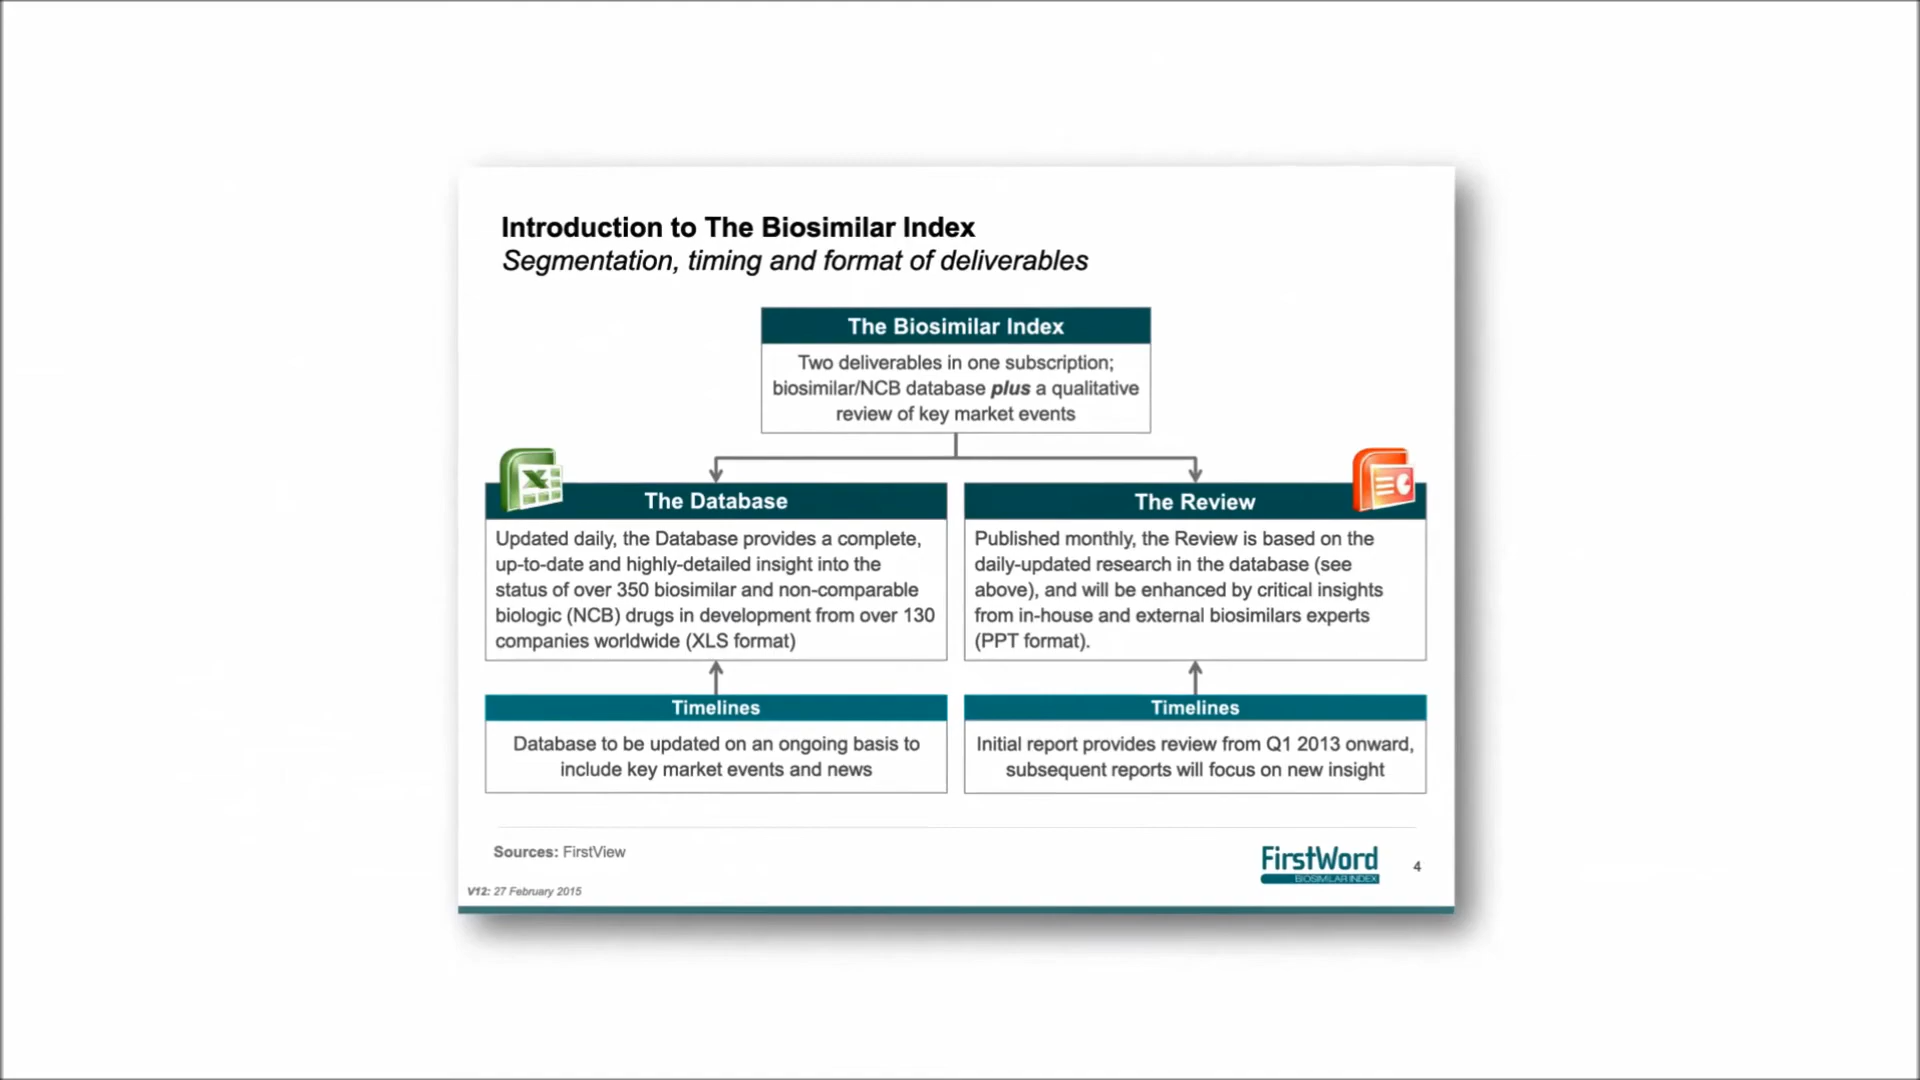 Introduction to The Biosimilar Index
Segmentation, timing and format of deliverables
The Biosimilar Index
Two deliverables in one subscription;
biosimilar/NCB database plus a qualitative
review of key market events
The Database
Updated daily, the Database provides a complete,
up-to-date and highly-detailed insight into the
status of over 350 biosimilar and non-comparable
biologic (NCB) drugs in development from over 130
companies worldwide (XLS format)
The Review
Published monthly, the Review is based on the
daily-updated research in the database (see
above), and will be enhanced by critical insights
from in-house and external biosimilars experts
(PPT format).
Timelines
Database to be updated on an ongoing basis to
include key market events and news
Timelines
Initial report provides review from Q1 2013 onward,
subsequent reports will focus on new insight
Sources: FirstView
FirstWord
BIOSIMILAR INDEX
4
V12: 27 February 2015